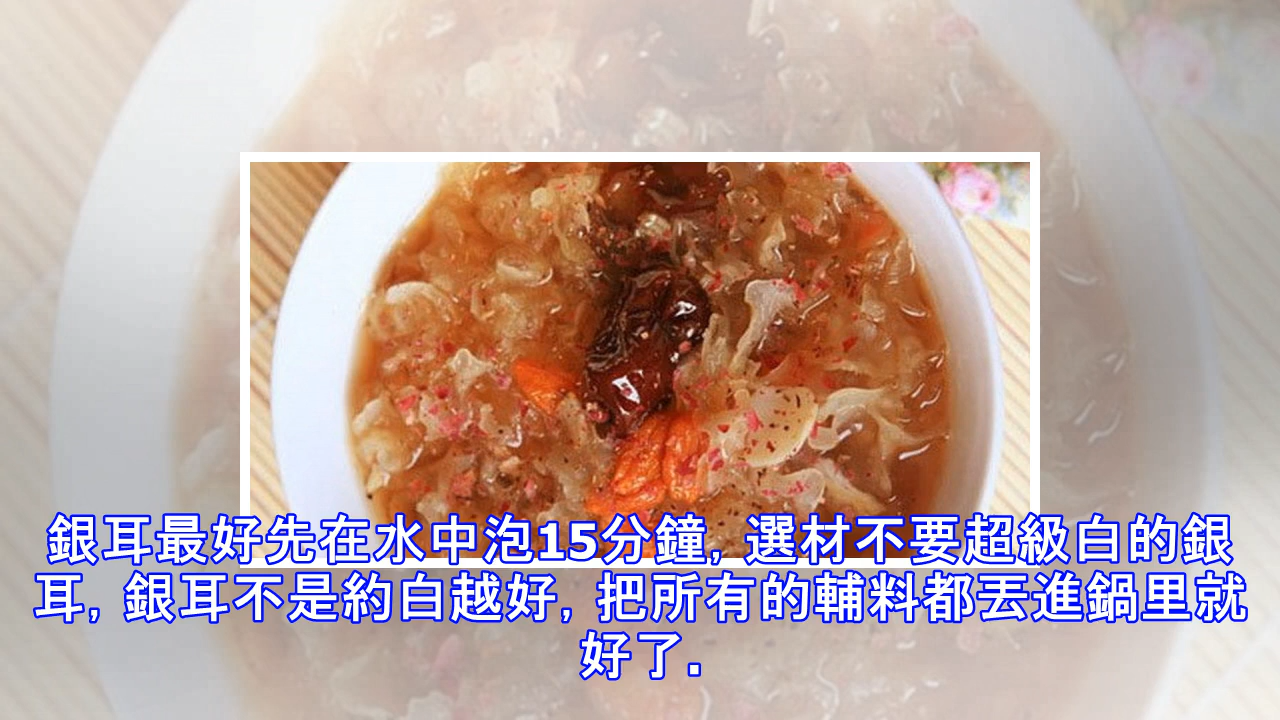 銀耳最好先在水中泡15分鐘, 選材不要超級白的銀
耳, 銀耳不是約白越好, 把所有的輔料都丟進鍋里就
好了.